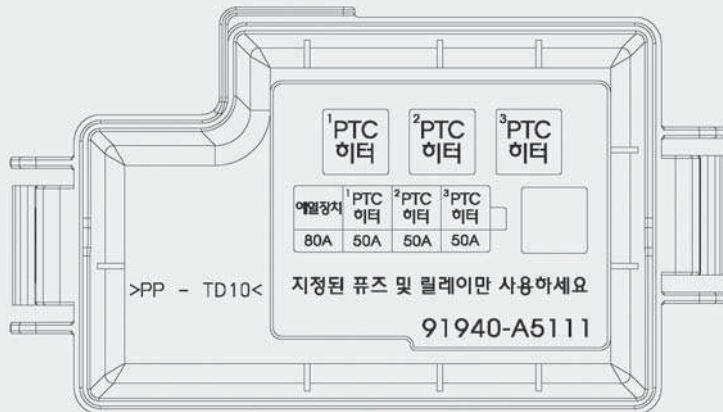 1PTC 2PTC 3PTC
히터 히터 히터
예열장치 1PTC 2PTC 3PTC
히터 히터 히터
80A 50A 50A 50A
>PP - TD10<
지정된 퓨즈 및 릴레이만 사용하세요
91940-A5111